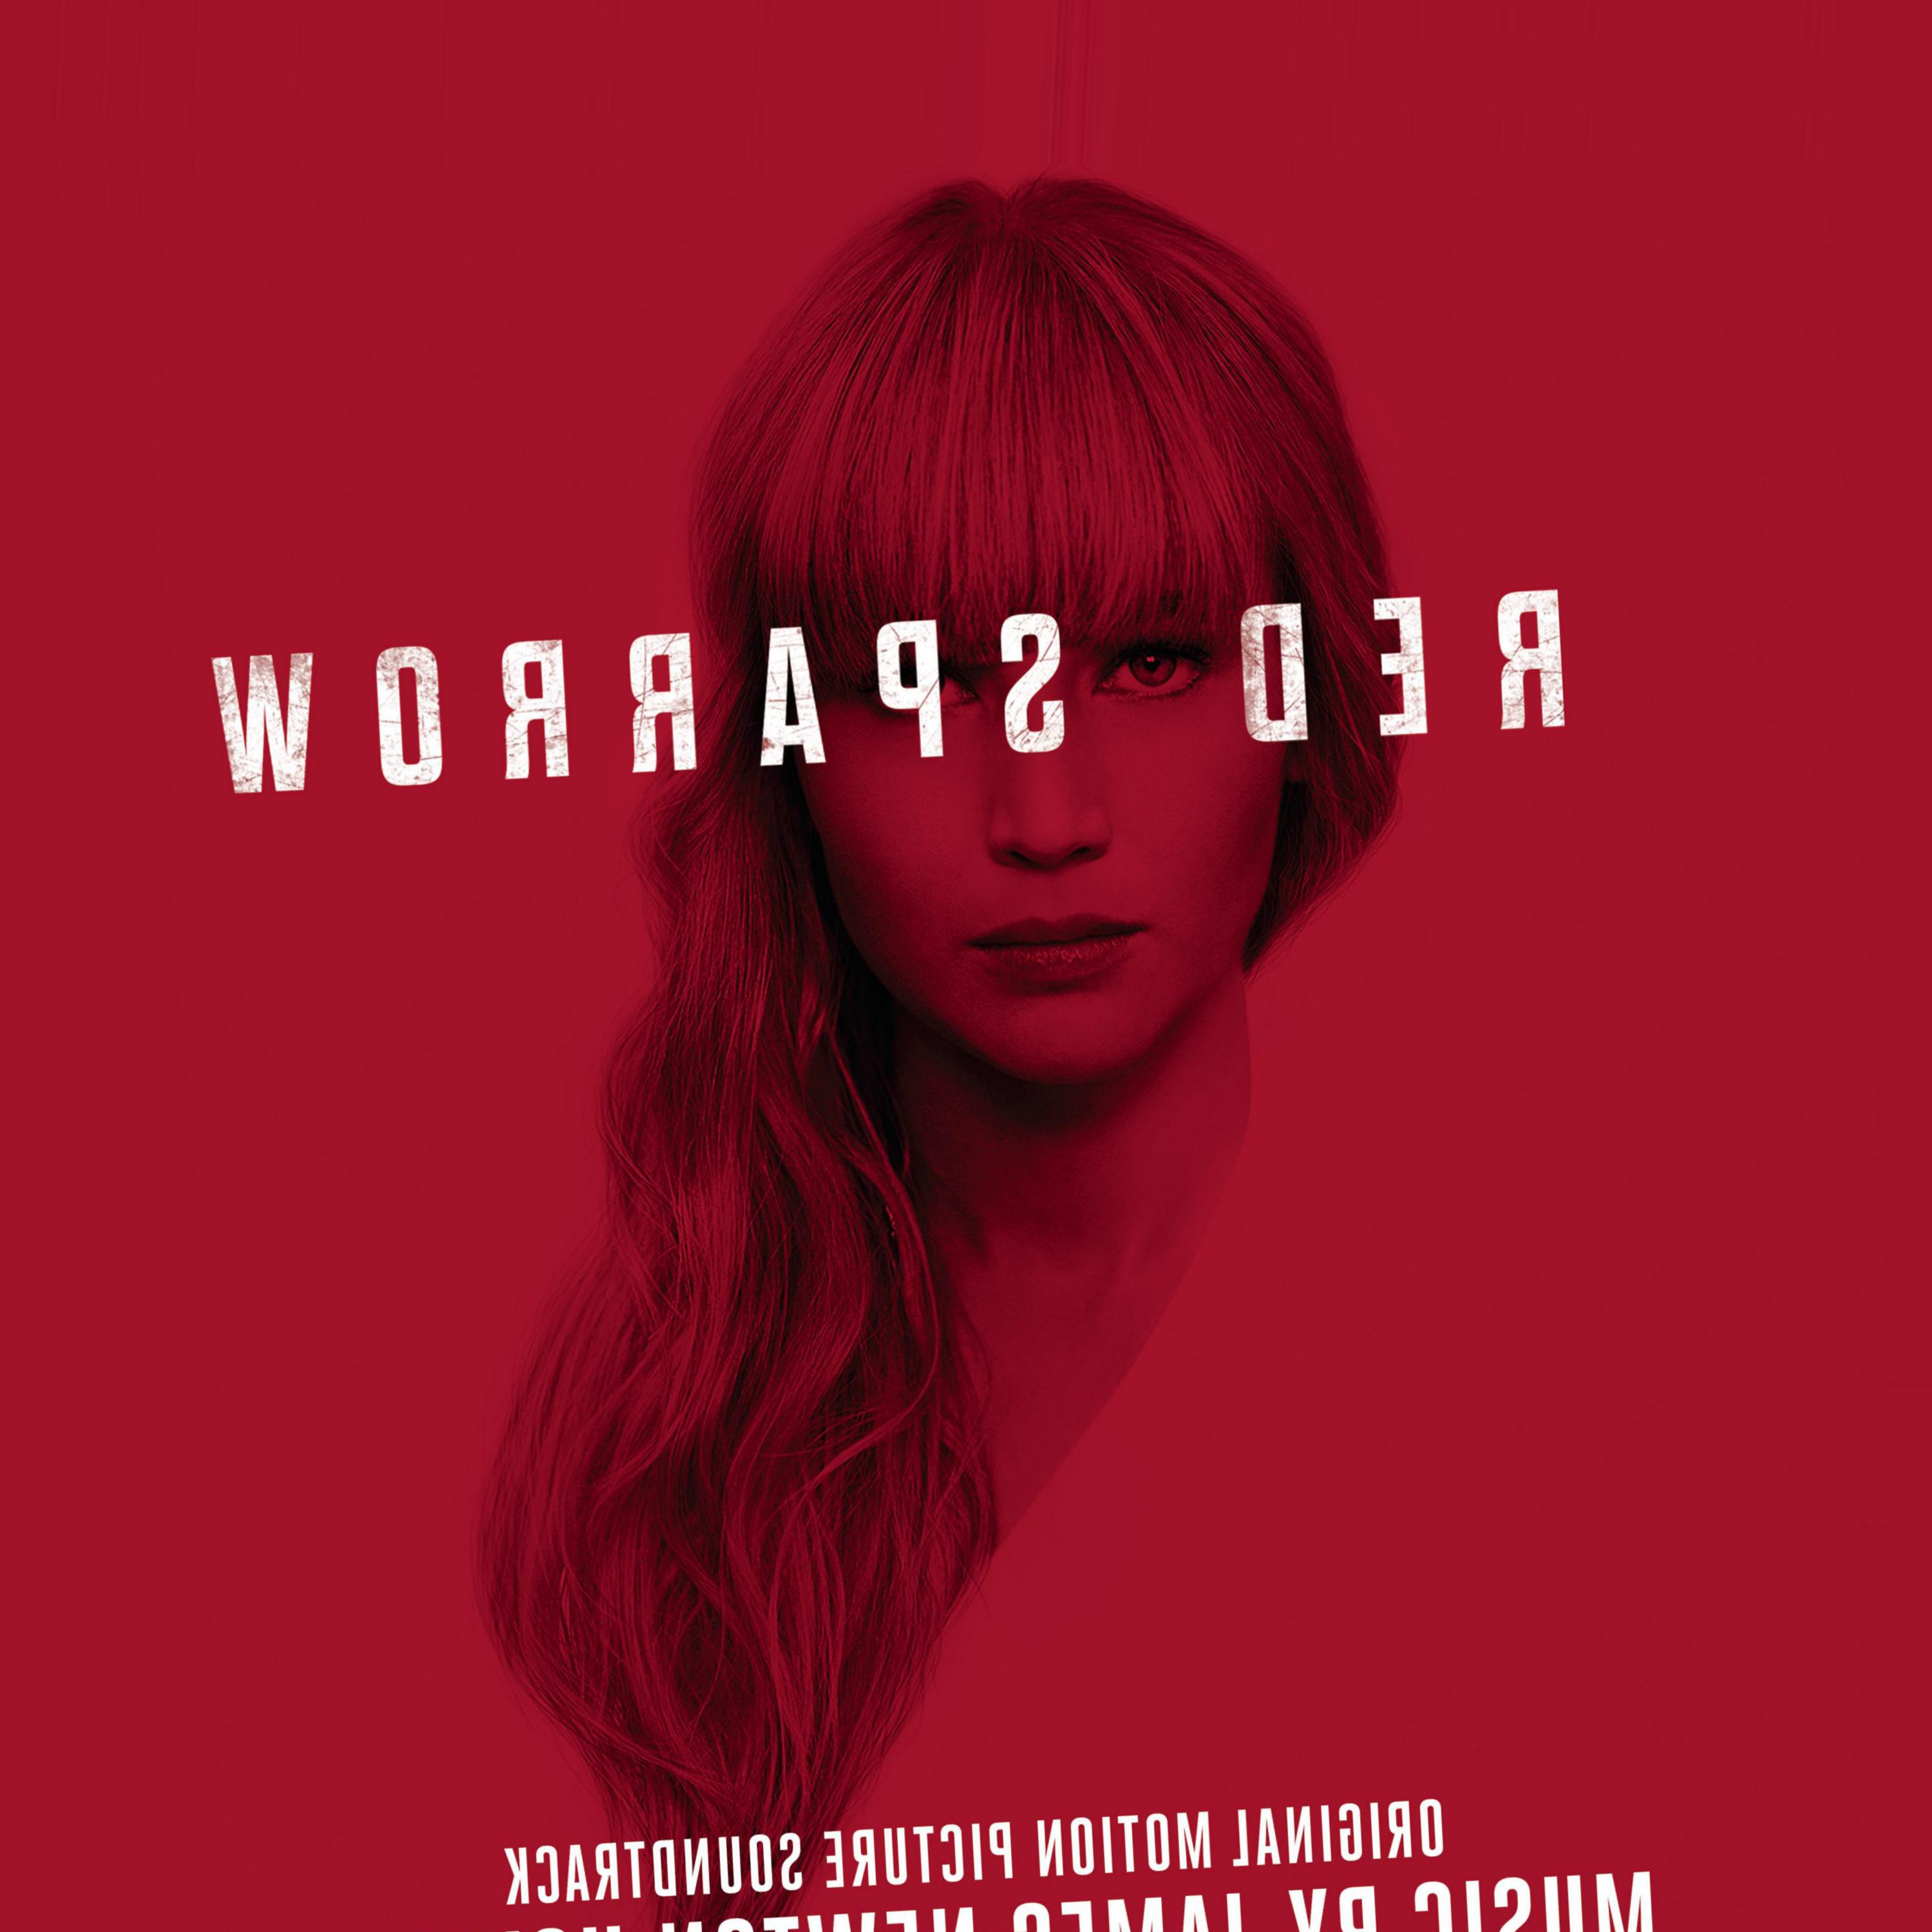 RED SPARROW
ORIGINAL MOTION PICTURE SOUNDTRACK
MUSIC BY JAMES NEWTON